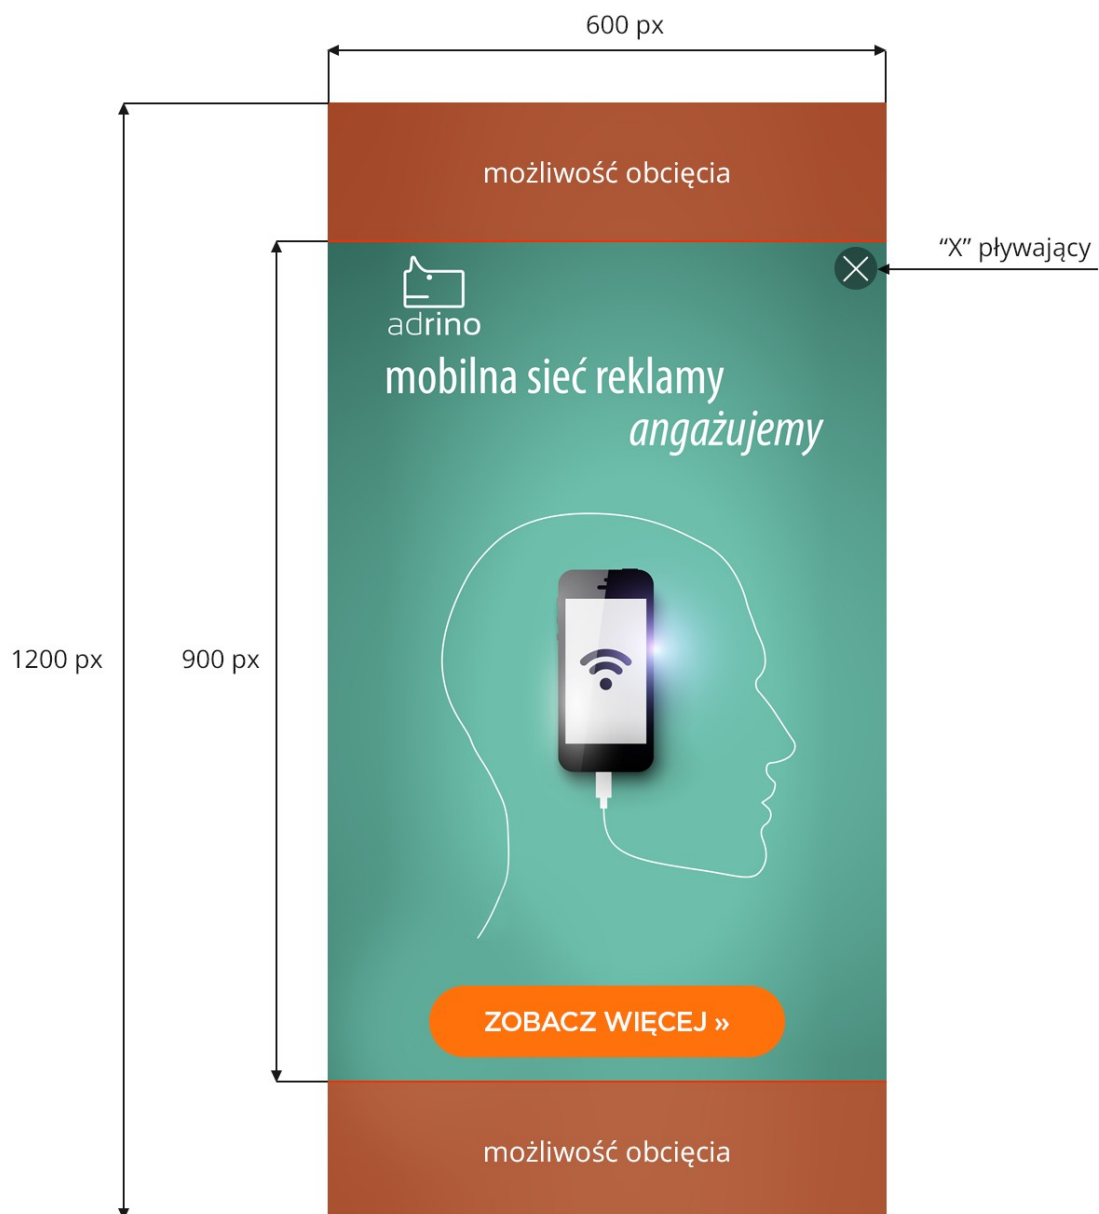 600 px
możliwość obcięcia
“X” pływający
adrino
mobilna sieć reklamy
angażujemy
1200 px
900 px
ZOBACZ WIĘCEJ »
możliwość obcięcia